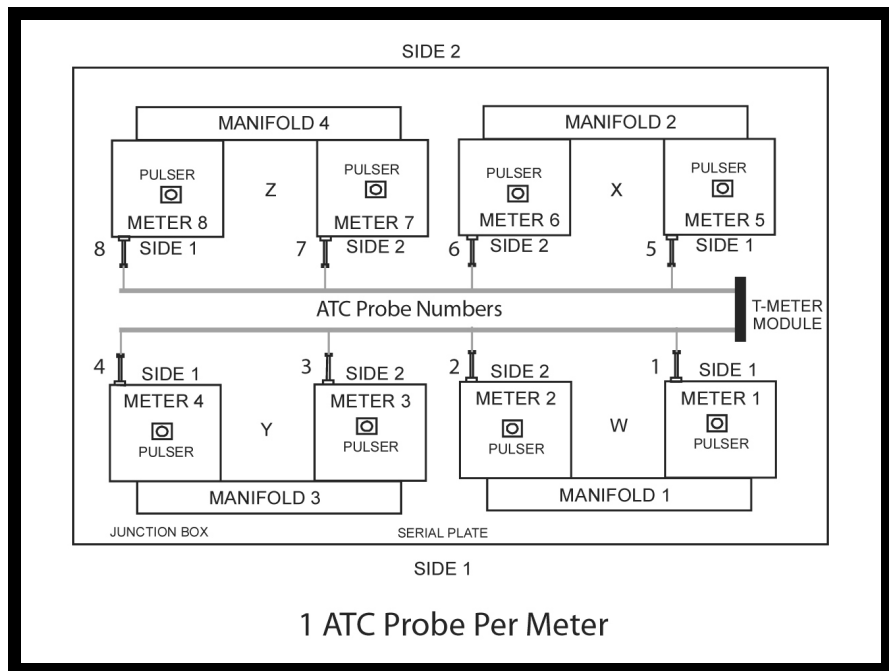 SIDE 2
MANIFOLD 4
MANIFOLD 2
PULSER
Z
PULSER
PULSER
X
PULSER
METER 8
METER 7
METER 6
METER 5
8
SIDE 1
7
SIDE 2
6
SIDE 2
5
SIDE 1
ATC Probe Numbers
T-METER
MODULE
4
SIDE 1
3
SIDE 2
2
SIDE 2
1
SIDE 1
METER 4
METER 3
METER 2
METER 1
Y
W
PULSER
PULSER
PULSER
PULSER
MANIFOLD 3
MANIFOLD 1
JUNCTION BOX
SERIAL PLATE
SIDE 1
1 ATC Probe Per Meter